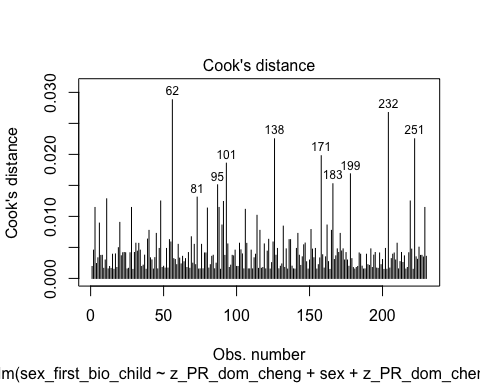 Cook's distance
Cook's distance
0.000
0.010
0.020
0.030
62
81
95
101
138
171
183
199
232
251
0 50 100 150 200
Obs. number
lm(sex_first_bio_child ~ z_PR_dom_cheng + sex + z_PR_dom_cher